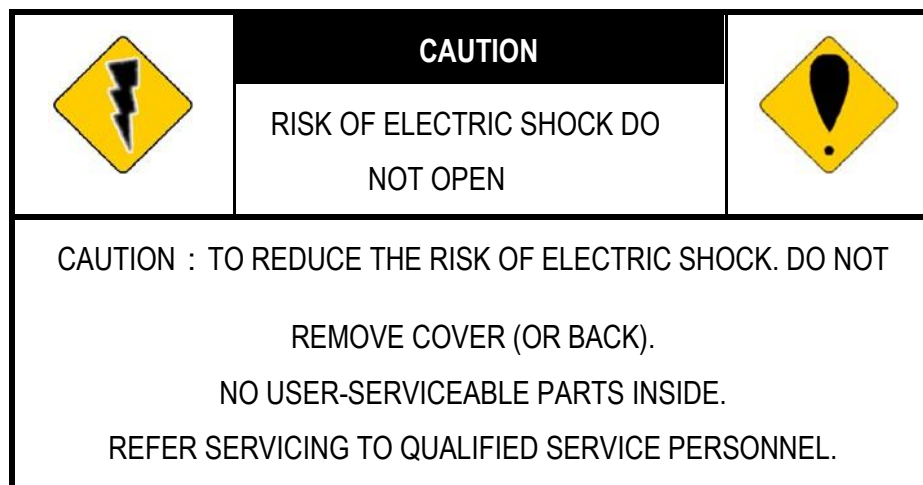 CAUTION
RISK OF ELECTRIC SHOCK DO
NOT OPEN
CAUTION : TO REDUCE THE RISK OF ELECTRIC SHOCK. DO NOT
REMOVE COVER (OR BACK).
NO USER-SERVICEABLE PARTS INSIDE.
REFER SERVICING TO QUALIFIED SERVICE PERSONNEL.